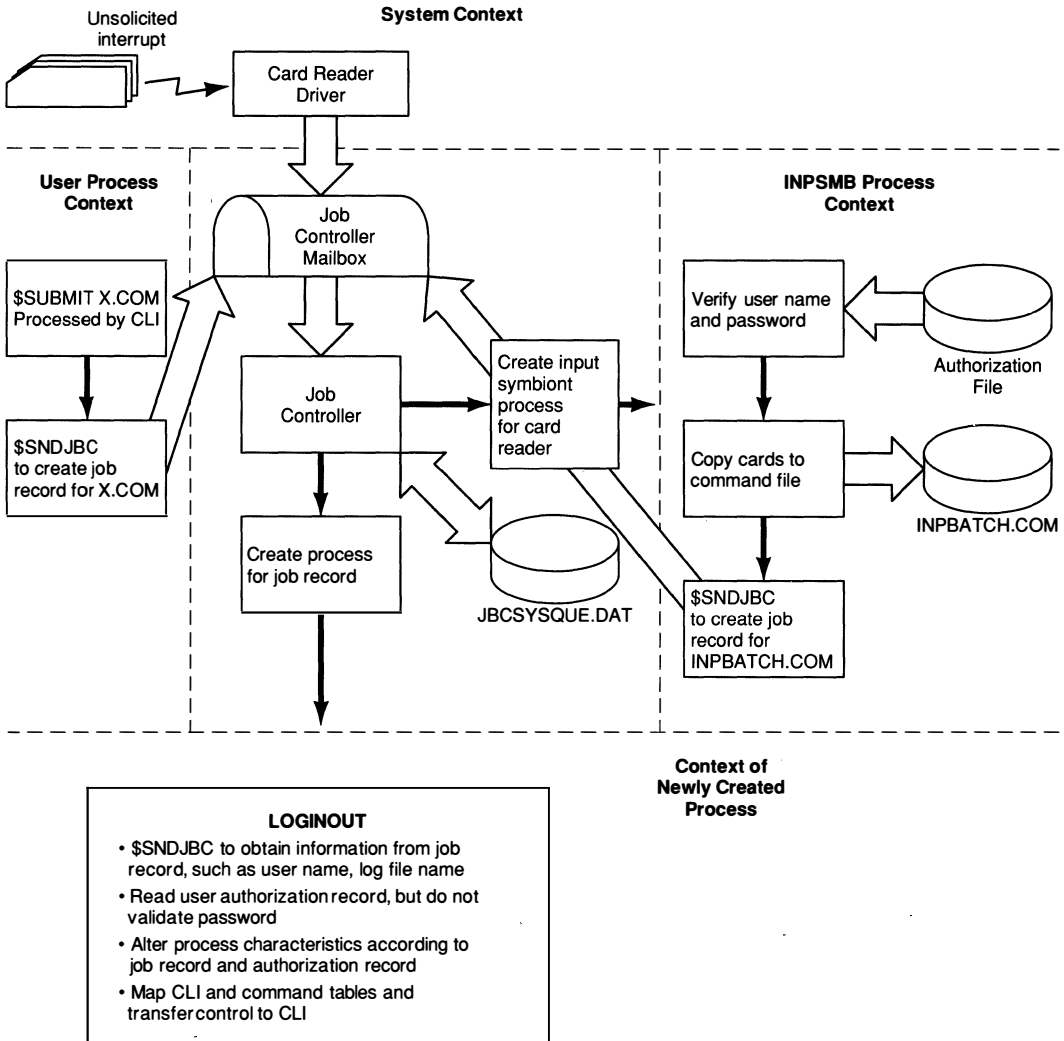 System Context
Unsolicited
interrupt
Card Reader
Driver
User Process
Context
INPSMB Process
Context
Job
Controller
Mailbox
$SUBMIT X.COM
Processed by CLI
Verify user name
and password
Authorization
File
Job
Controller
Create input
symbiont
process
for card
reader
$SNDJBC
to create job
record for X.COM
Copy cards to
command file
INPBATCH.COM
Create process
for job record
JBCSYSQUE.DAT
$SNDJBC
to create job
record for
INPBATCH.COM
Context of
Newly Created
Process
LOGINOUT
• $SNDJBC to obtain information from job
record, such as user name, log file name
• Read user authorization record, but do not
validate password
• Alter process characteristics according to
job record and authorization record
• Map CLI and command tables and
transfer control to CLI